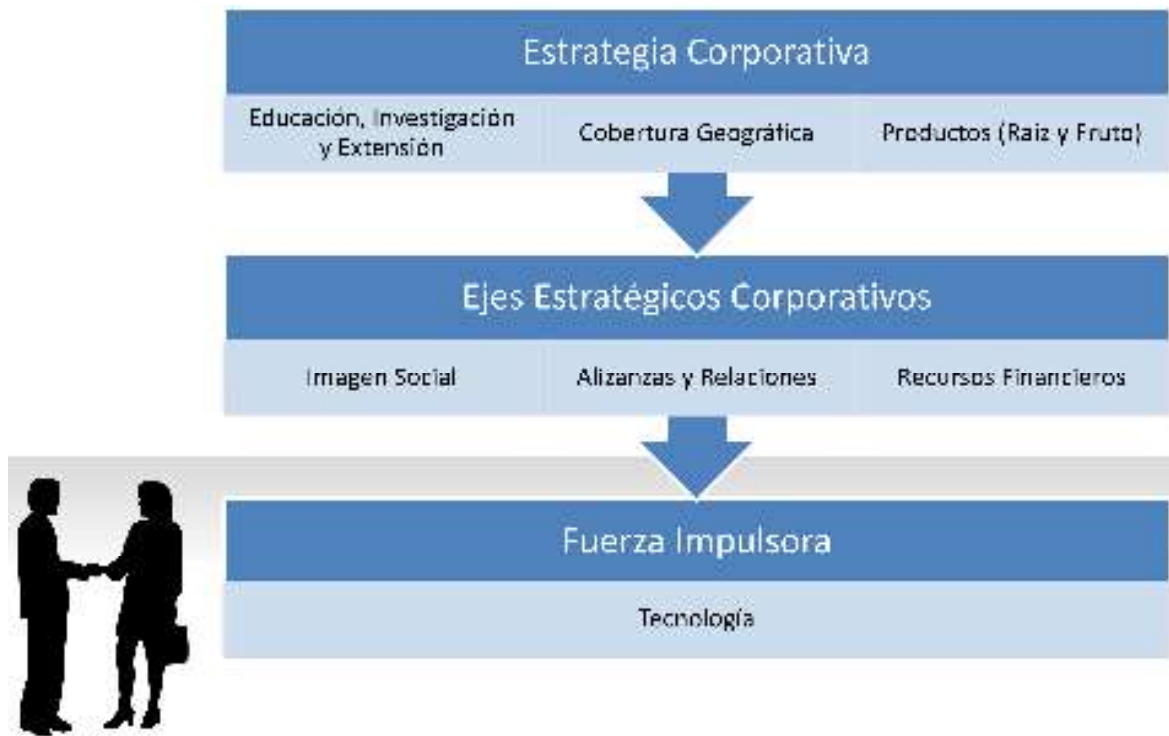 Estrategia Corporativa
Educación, Investigación
y Extensión
Cobertura Geográfica
Productos (Raiz y Fruto)
Ejes Estratégicos Corporativos
Imagen Social
Alizanzas y Relaciones
Recursos Financieros
Fuerza Impulsora
Tecnología